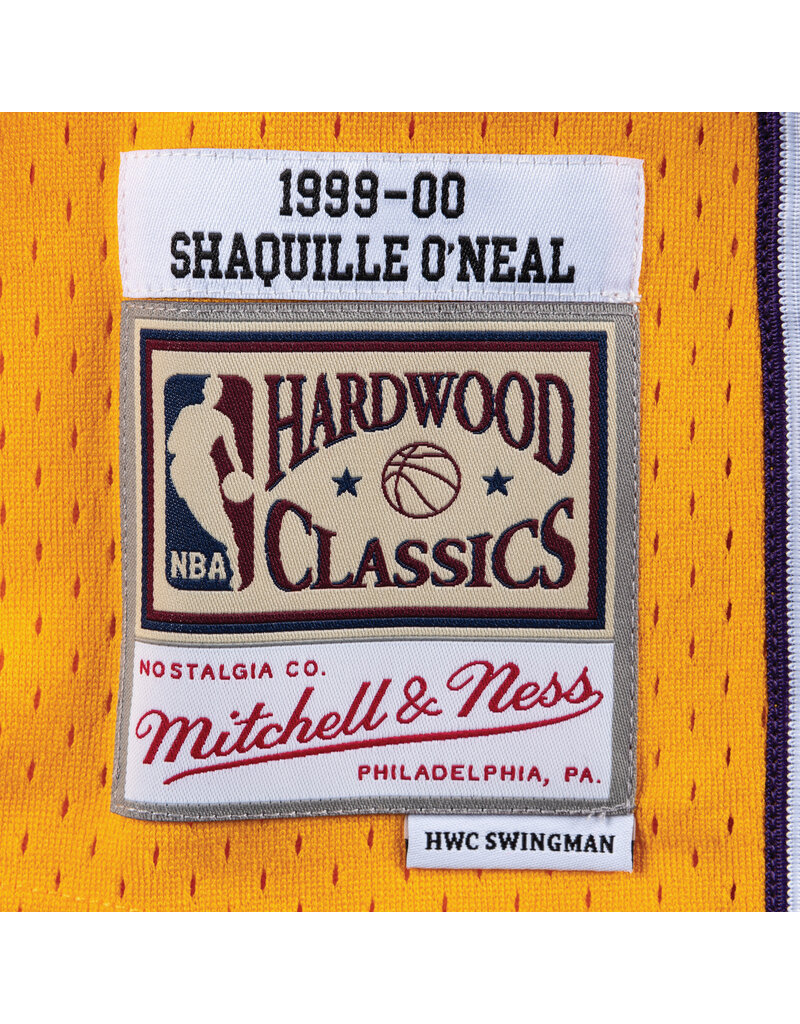 1999-00
SHAQUILLE O'NEAL
HARDWOOD
CLASSICS
NBA
NOSTALGIA CO.
Mitchell & Ness
PHILADELPHIA, PA.
HWC SWINGMAN